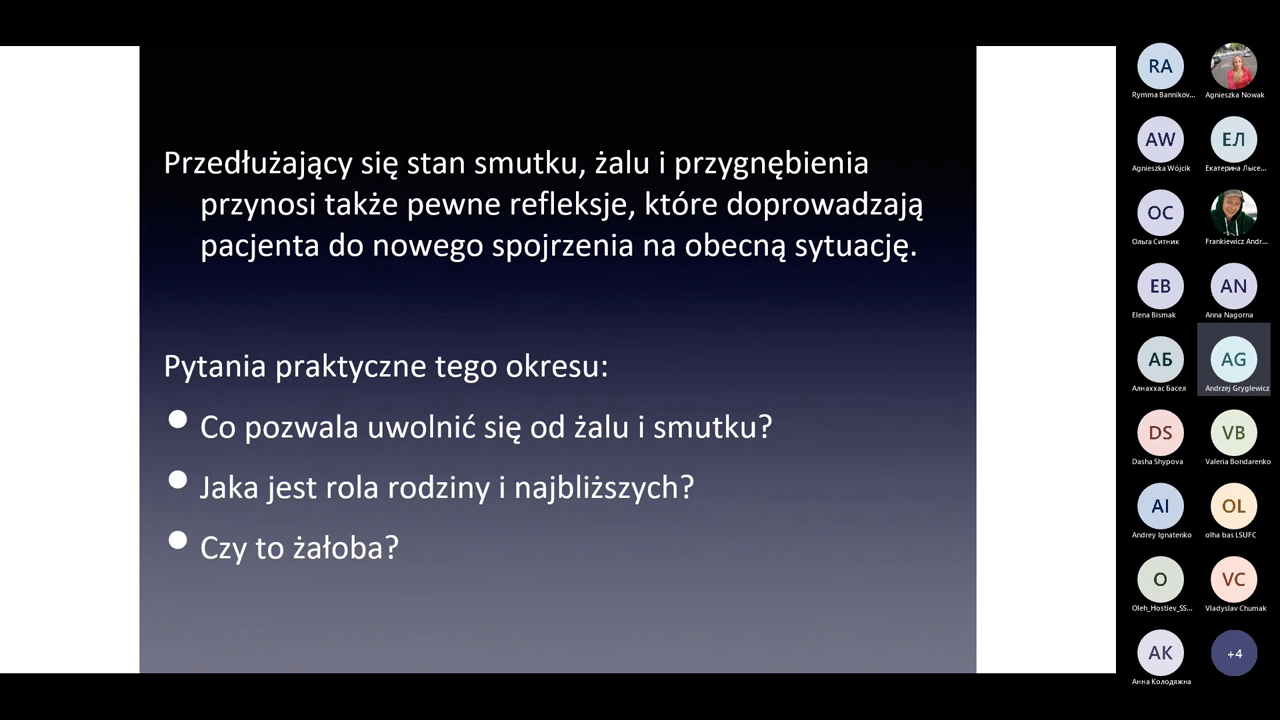 Przedłużający się stan smutku, żalu i przygnębienia
przynosi także pewne refleksje, które doprowadzają
pacjenta do nowego spojrzenia na obecną sytuację.
Pytania praktyczne tego okresu:
Co pozwala uwolnić się od żalu i smutku?
Jaka jest rola rodziny i najbliższych?
Czy to żałoba?
RA
Rymma Bannikov...
Agnieszka Nowak
AW
Agnieszka Wójcik
ЕЛ
Екатерина Лысе...
ОС
Ольга Ситник
Frankiewicz Andr...
EB
Elena Bismak
AN
Anna Nagorna
АБ
Алнаххас Басел
AG
Andrzej Gryglewicz
DS
Dasha Shypova
VB
Valeria Bondarenko
AI
Andrey Ignatenko
OL
olha bas LSUFC
O
Oleh_Hostiev_SS...
VC
Vladyslav Chumak
АК
Анна Колодяжна
+4